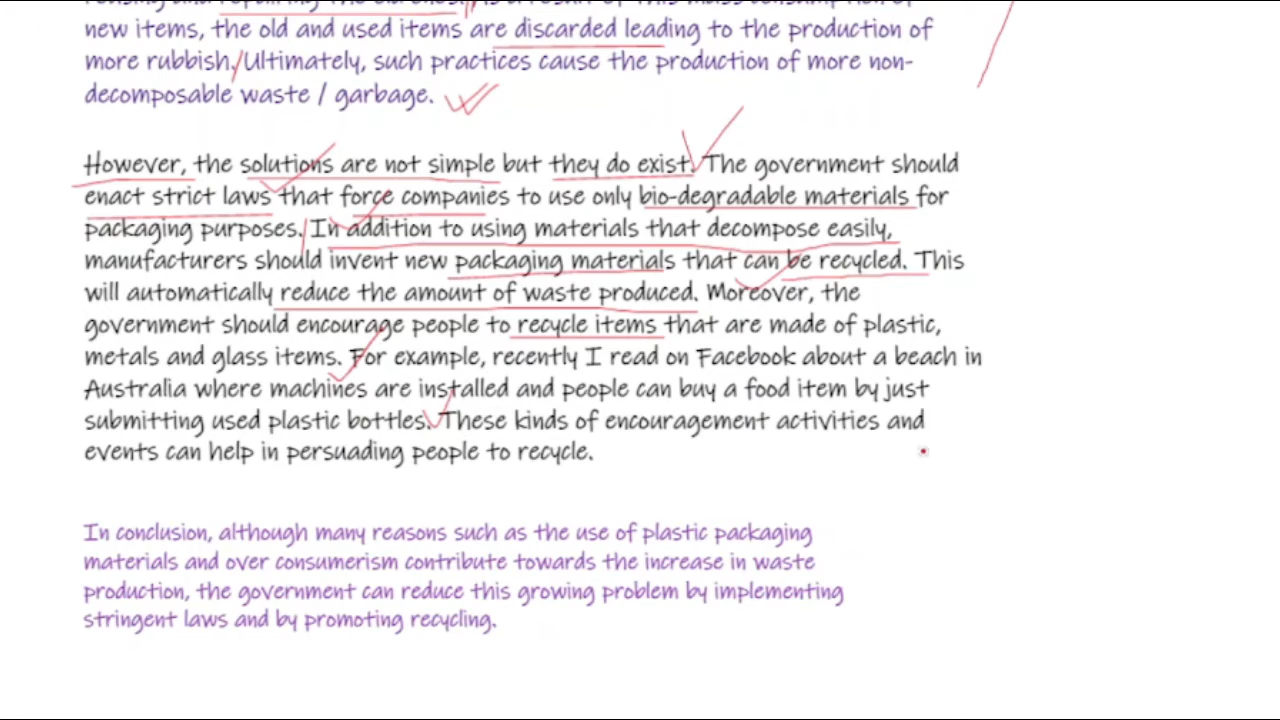 new items, the old and used items are discarded leading to the production of
more rubbish. Ultimately, such practices cause the production of more non-
decomposable waste / garbage.
However, the solutions are not simple but they do exist. The government should
enact strict laws that force companies to use only bio-degradable materials for
packaging purposes. In addition to using materials that decompose easily,
manufacturers should invent new packaging materials that can be recycled. This
will automatically reduce the amount of waste produced. Moreover, the
government should encourage people to recycle items that are made of plastic,
metals and glass items. For example, recently I read on Facebook about a beach in
Australia where machines are installed and people can buy a food item by just
submitting used plastic bottles. These kinds of encouragement activities and
events can help in persuading people to recycle.
In conclusion, although many reasons such as the use of plastic packaging
materials and over consumerism contribute towards the increase in waste
production, the government can reduce this growing problem by implementing
stringent laws and by promoting recycling.